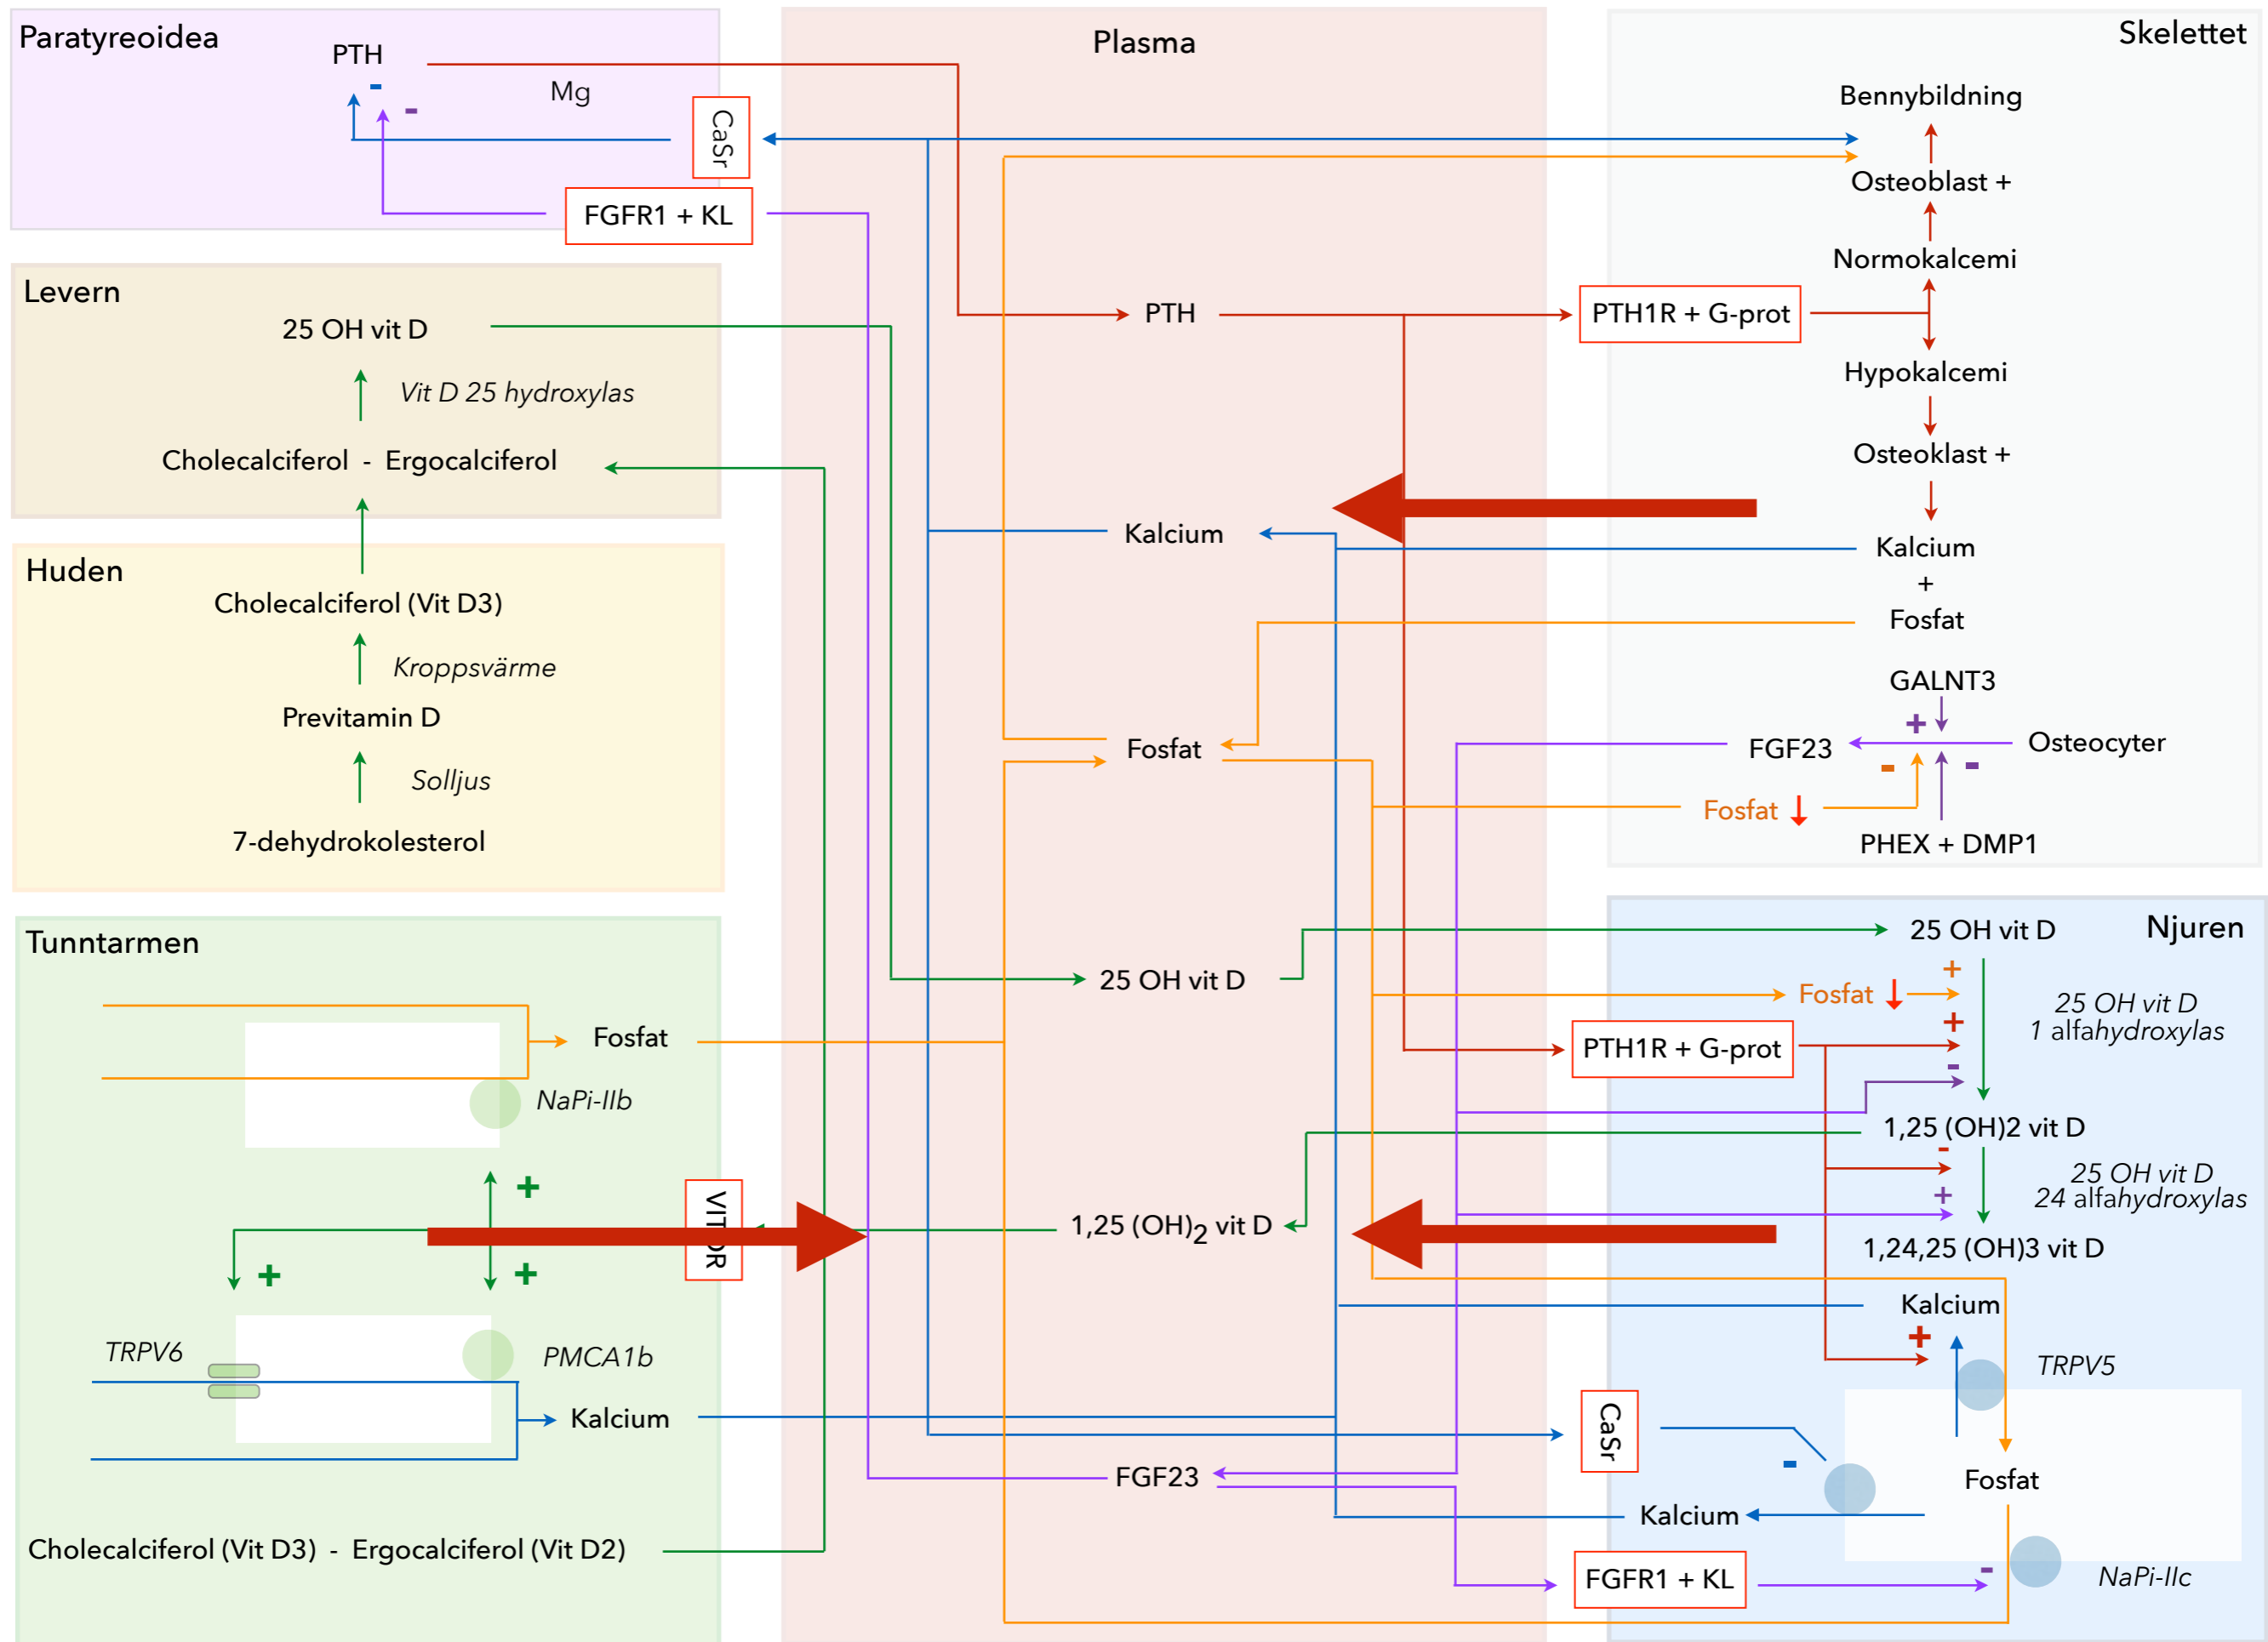 Paratyreoidea
PTH
-
-
Mg
CaSr
FGFR1 + KL
Levern
25 OH vit D
Vit D 25 hydroxylas
Cholecalciferol - Ergocalciferol
Huden
Cholecalciferol (Vit D3)
Kroppsvärme
Previtamin D
Solljus
7-dehydrokolesterol
Tunntarmen
Fosfat
NaPi-IIb
+
+
+
TRPV6
PMCA1b
Kalcium
Cholecalciferol (Vit D3) - Ergocalciferol (Vit D2)
Plasma
PTH
Kalcium
Fosfat
25 OH vit D
1,25 (OH)2 vit D
FGF23
Skelettet
Bennybildning
Osteoblast +
Normokalcemi
PTH1R + G-prot
Hypokalcemi
Osteoklast +
Kalcium
+
Fosfat
GALNT3
+
FGF23
Osteocyter
-
-
Fosfat
PHEX + DMP1
Njuren
25 OH vit D
+
Fosfat
25 OH vit D
1 alfahydroxylas
+
PTH1R + G-prot
-
1,25 (OH)2 vit D
-
25 OH vit D
24 alfahydroxylas
+
1,24,25 (OH)3 vit D
Kalcium
+
TRPV5
CaSr
-
Fosfat
Kalcium
FGFR1 + KL
-
NaPi-IIc